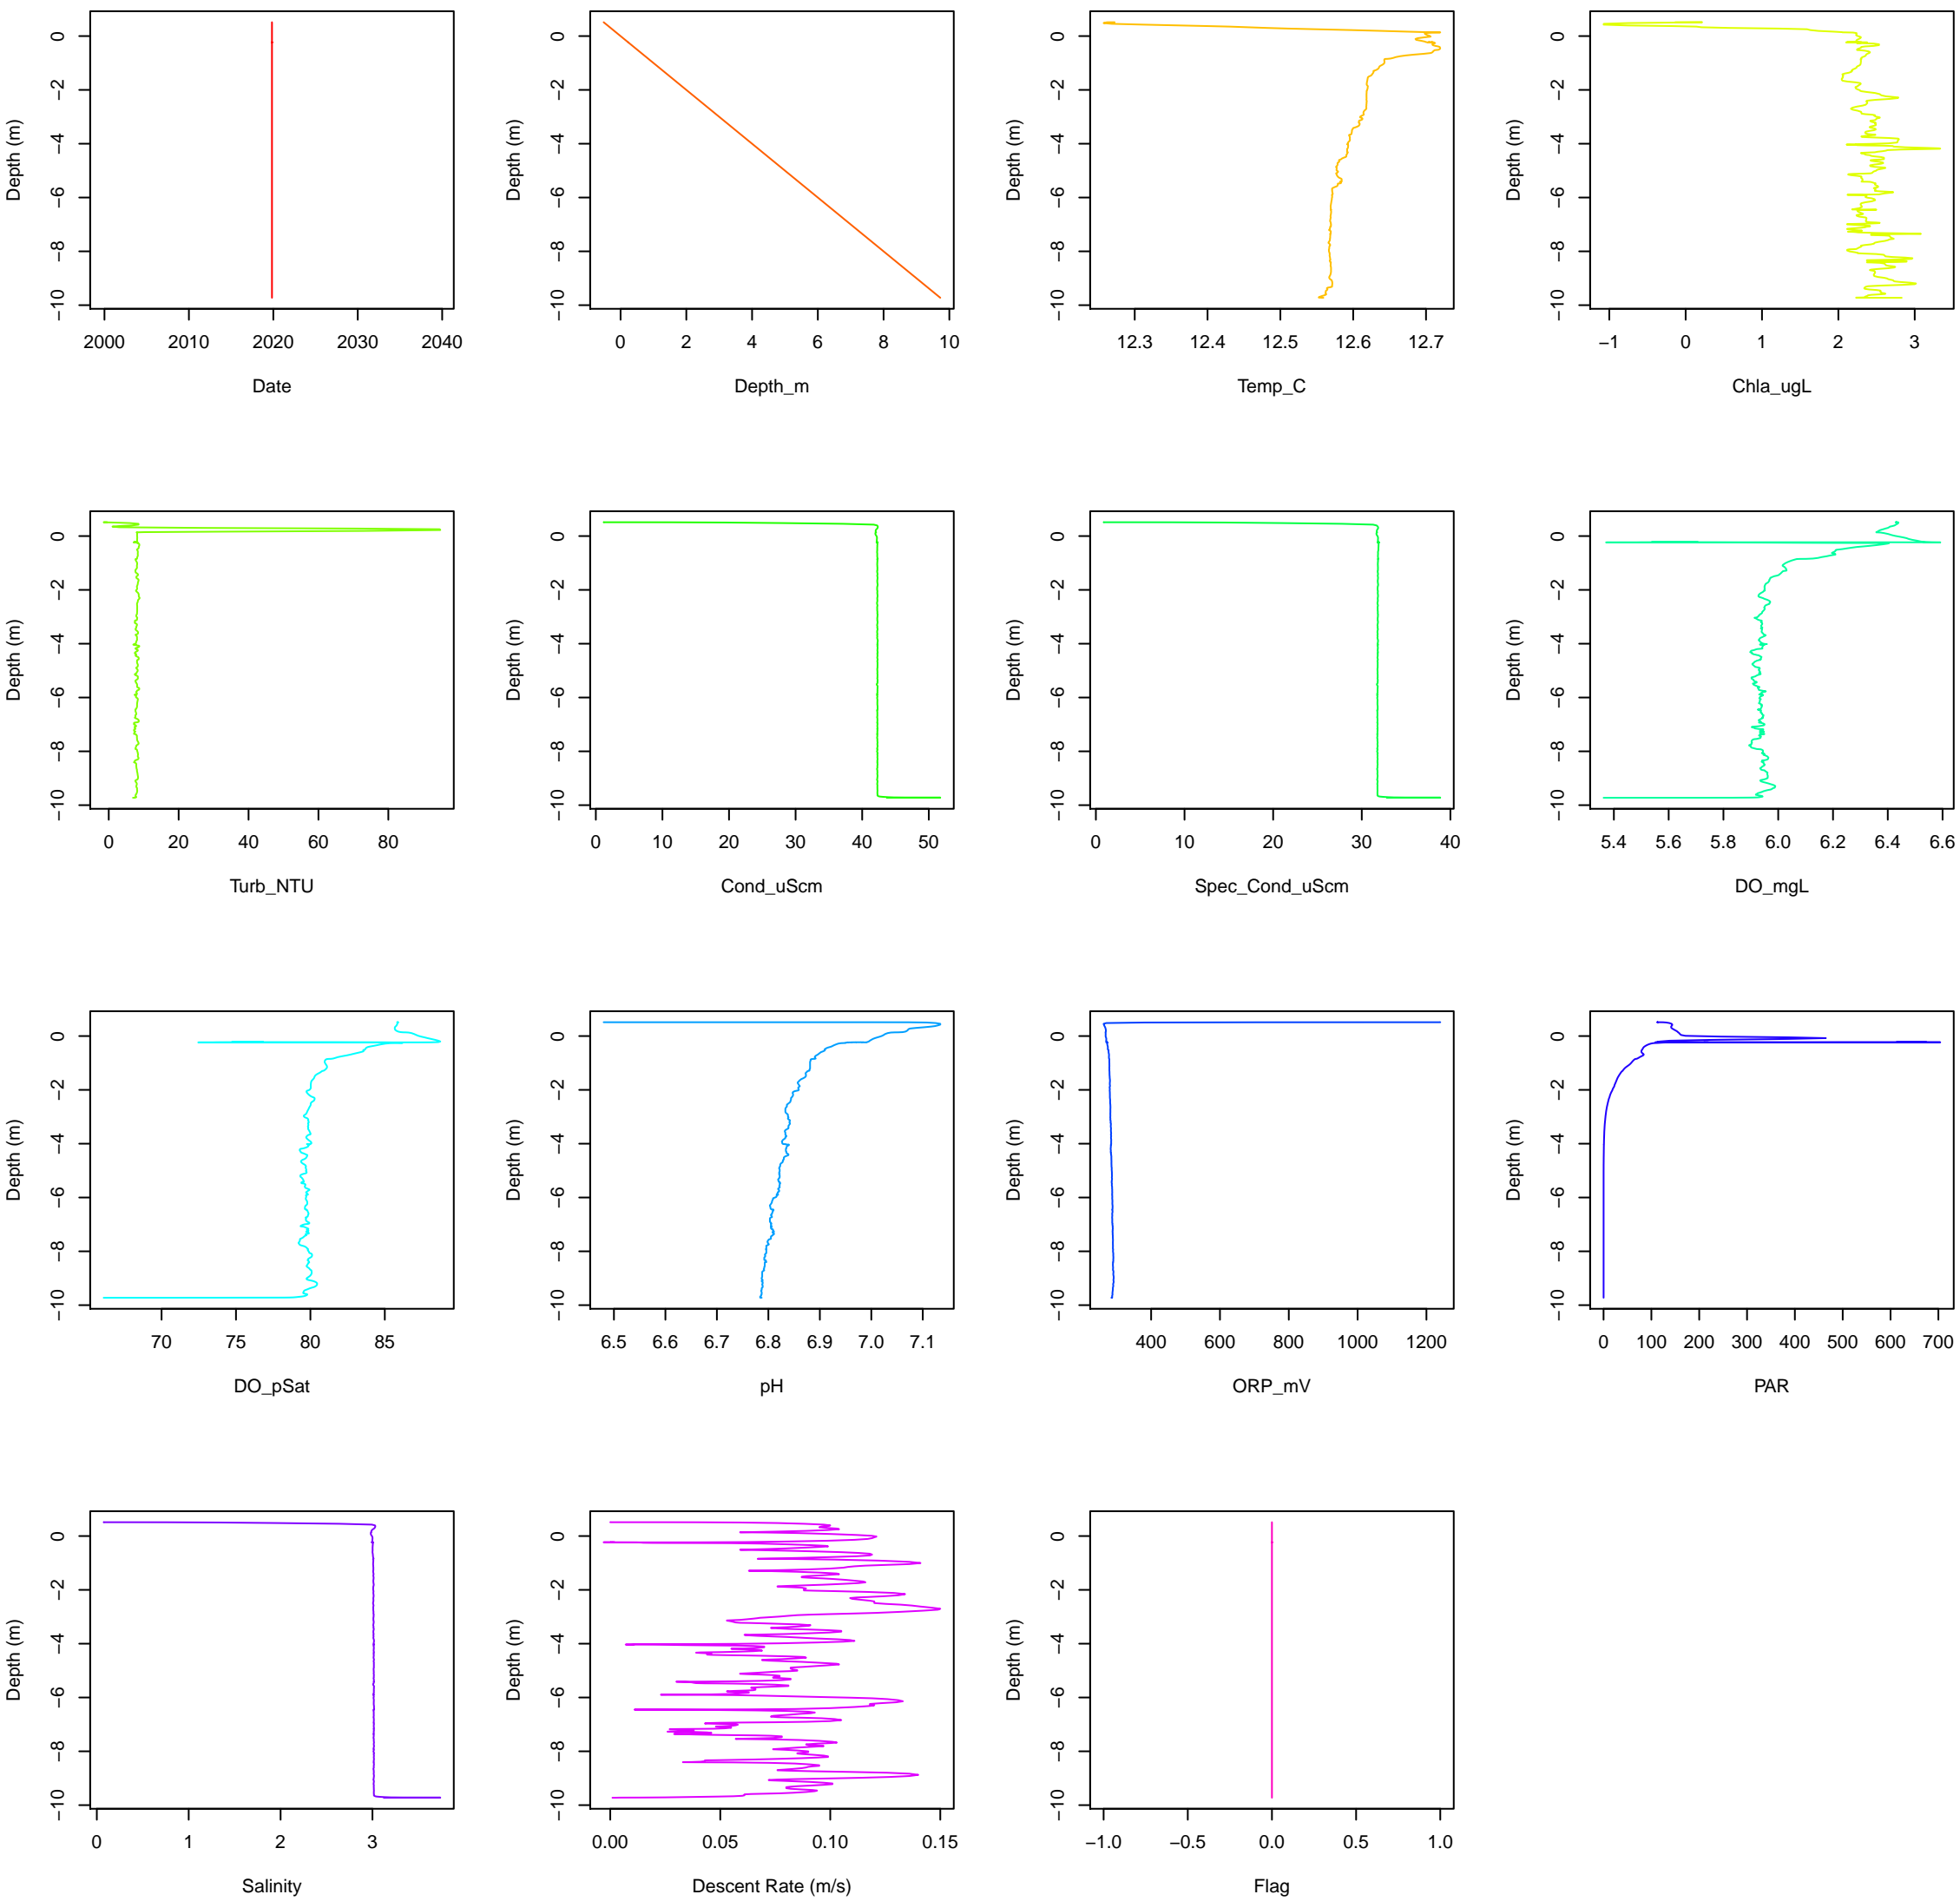 Depth (m)
0
−2
−4
−6
−8
−10
2000 2010 2020 2030 2040
Date
Depth (m)
0
−2
−4
−6
−8
−10
0 2 4 6 8 10
Depth_m
Depth (m)
0
−2
−4
−6
−8
−10
12.3 12.4 12.5 12.6 12.7
Temp_C
Depth (m)
0
−2
−4
−6
−8
−10
−1 0 1 2 3
Chla_ugL
Depth (m)
0
−2
−4
−6
−8
−10
0 20 40 60 80
Turb_NTU
Depth (m)
0
−2
−4
−6
−8
−10
0 10 20 30 40 50
Cond_uScm
Depth (m)
0
−2
−4
−6
−8
−10
0 10 20 30 40
Spec_Cond_uScm
Depth (m)
0
−2
−4
−6
−8
−10
5.4 5.6 5.8 6.0 6.2 6.4 6.6
DO_mgL
Depth (m)
0
−2
−4
−6
−8
−10
70 75 80 85
DO_pSat
Depth (m)
0
−2
−4
−6
−8
−10
6.5 6.6 6.7 6.8 6.9 7.0 7.1
pH
Depth (m)
0
−2
−4
−6
−8
−10
400 600 800 1000 1200
ORP_mV
Depth (m)
0
−2
−4
−6
−8
−10
0 100 200 300 400 500 600 700
PAR
Depth (m)
0
−2
−4
−6
−8
−10
0 1 2 3
Salinity
Depth (m)
0
−2
−4
−6
−8
−10
0.00 0.05 0.10 0.15
Descent Rate (m/s)
Depth (m)
0
−2
−4
−6
−8
−10
−1.0 −0.5 0.0 0.5 1.0
Flag